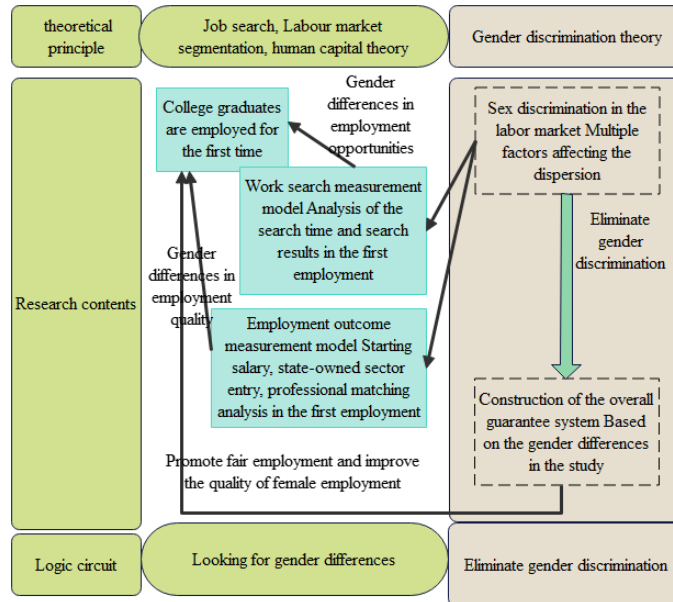 theoretical
principle
Job search, Labour market
segmentation, human capital theory
Gender discrimination theory
Research contents
College graduates
are employed for
the first time
Gender
differences in
employment
opportunities
Work search measurement
model Analysis of the
search time and search
results in the first
employment
Gender
differences in
employment
quality
Employment outcome
measurement model Starting
salary, state-owned sector
entry, professional matching
analysis in the first employment
Promote fair employment and improve
the quality of female employment
Sex discrimination in the
labor market Multiple
factors affecting the
dispersion
Eliminate
gender
discrimination
Construction of the overall
guarantee system Based
on the gender differences
in the study
Logic circuit
Looking for gender differences
Eliminate gender discrimination